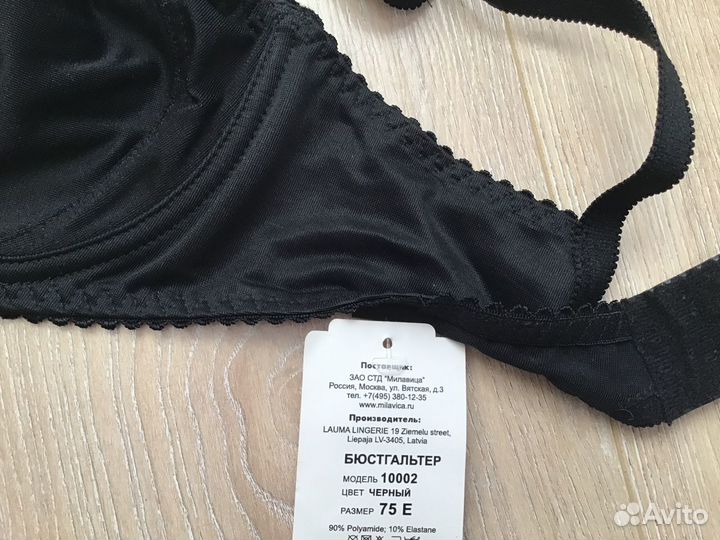 Поставщик:
ЗАО СТД "Милавица"
Россия, Москва, ул. Вятская, д.3
тел. +7(495) 380-12-35
www.milavica.ru
Производитель:
LAUMA LINGERIE 19 Ziemelu street,
Liepaja LV-3405, Latvia
БЮСТГАЛЬТЕР
МОДЕЛЬ 10002
ЦВЕТ ЧЕРНЫЙ
РАЗМЕР 75 E
90% Polyamide; 10% Elastane
Avito